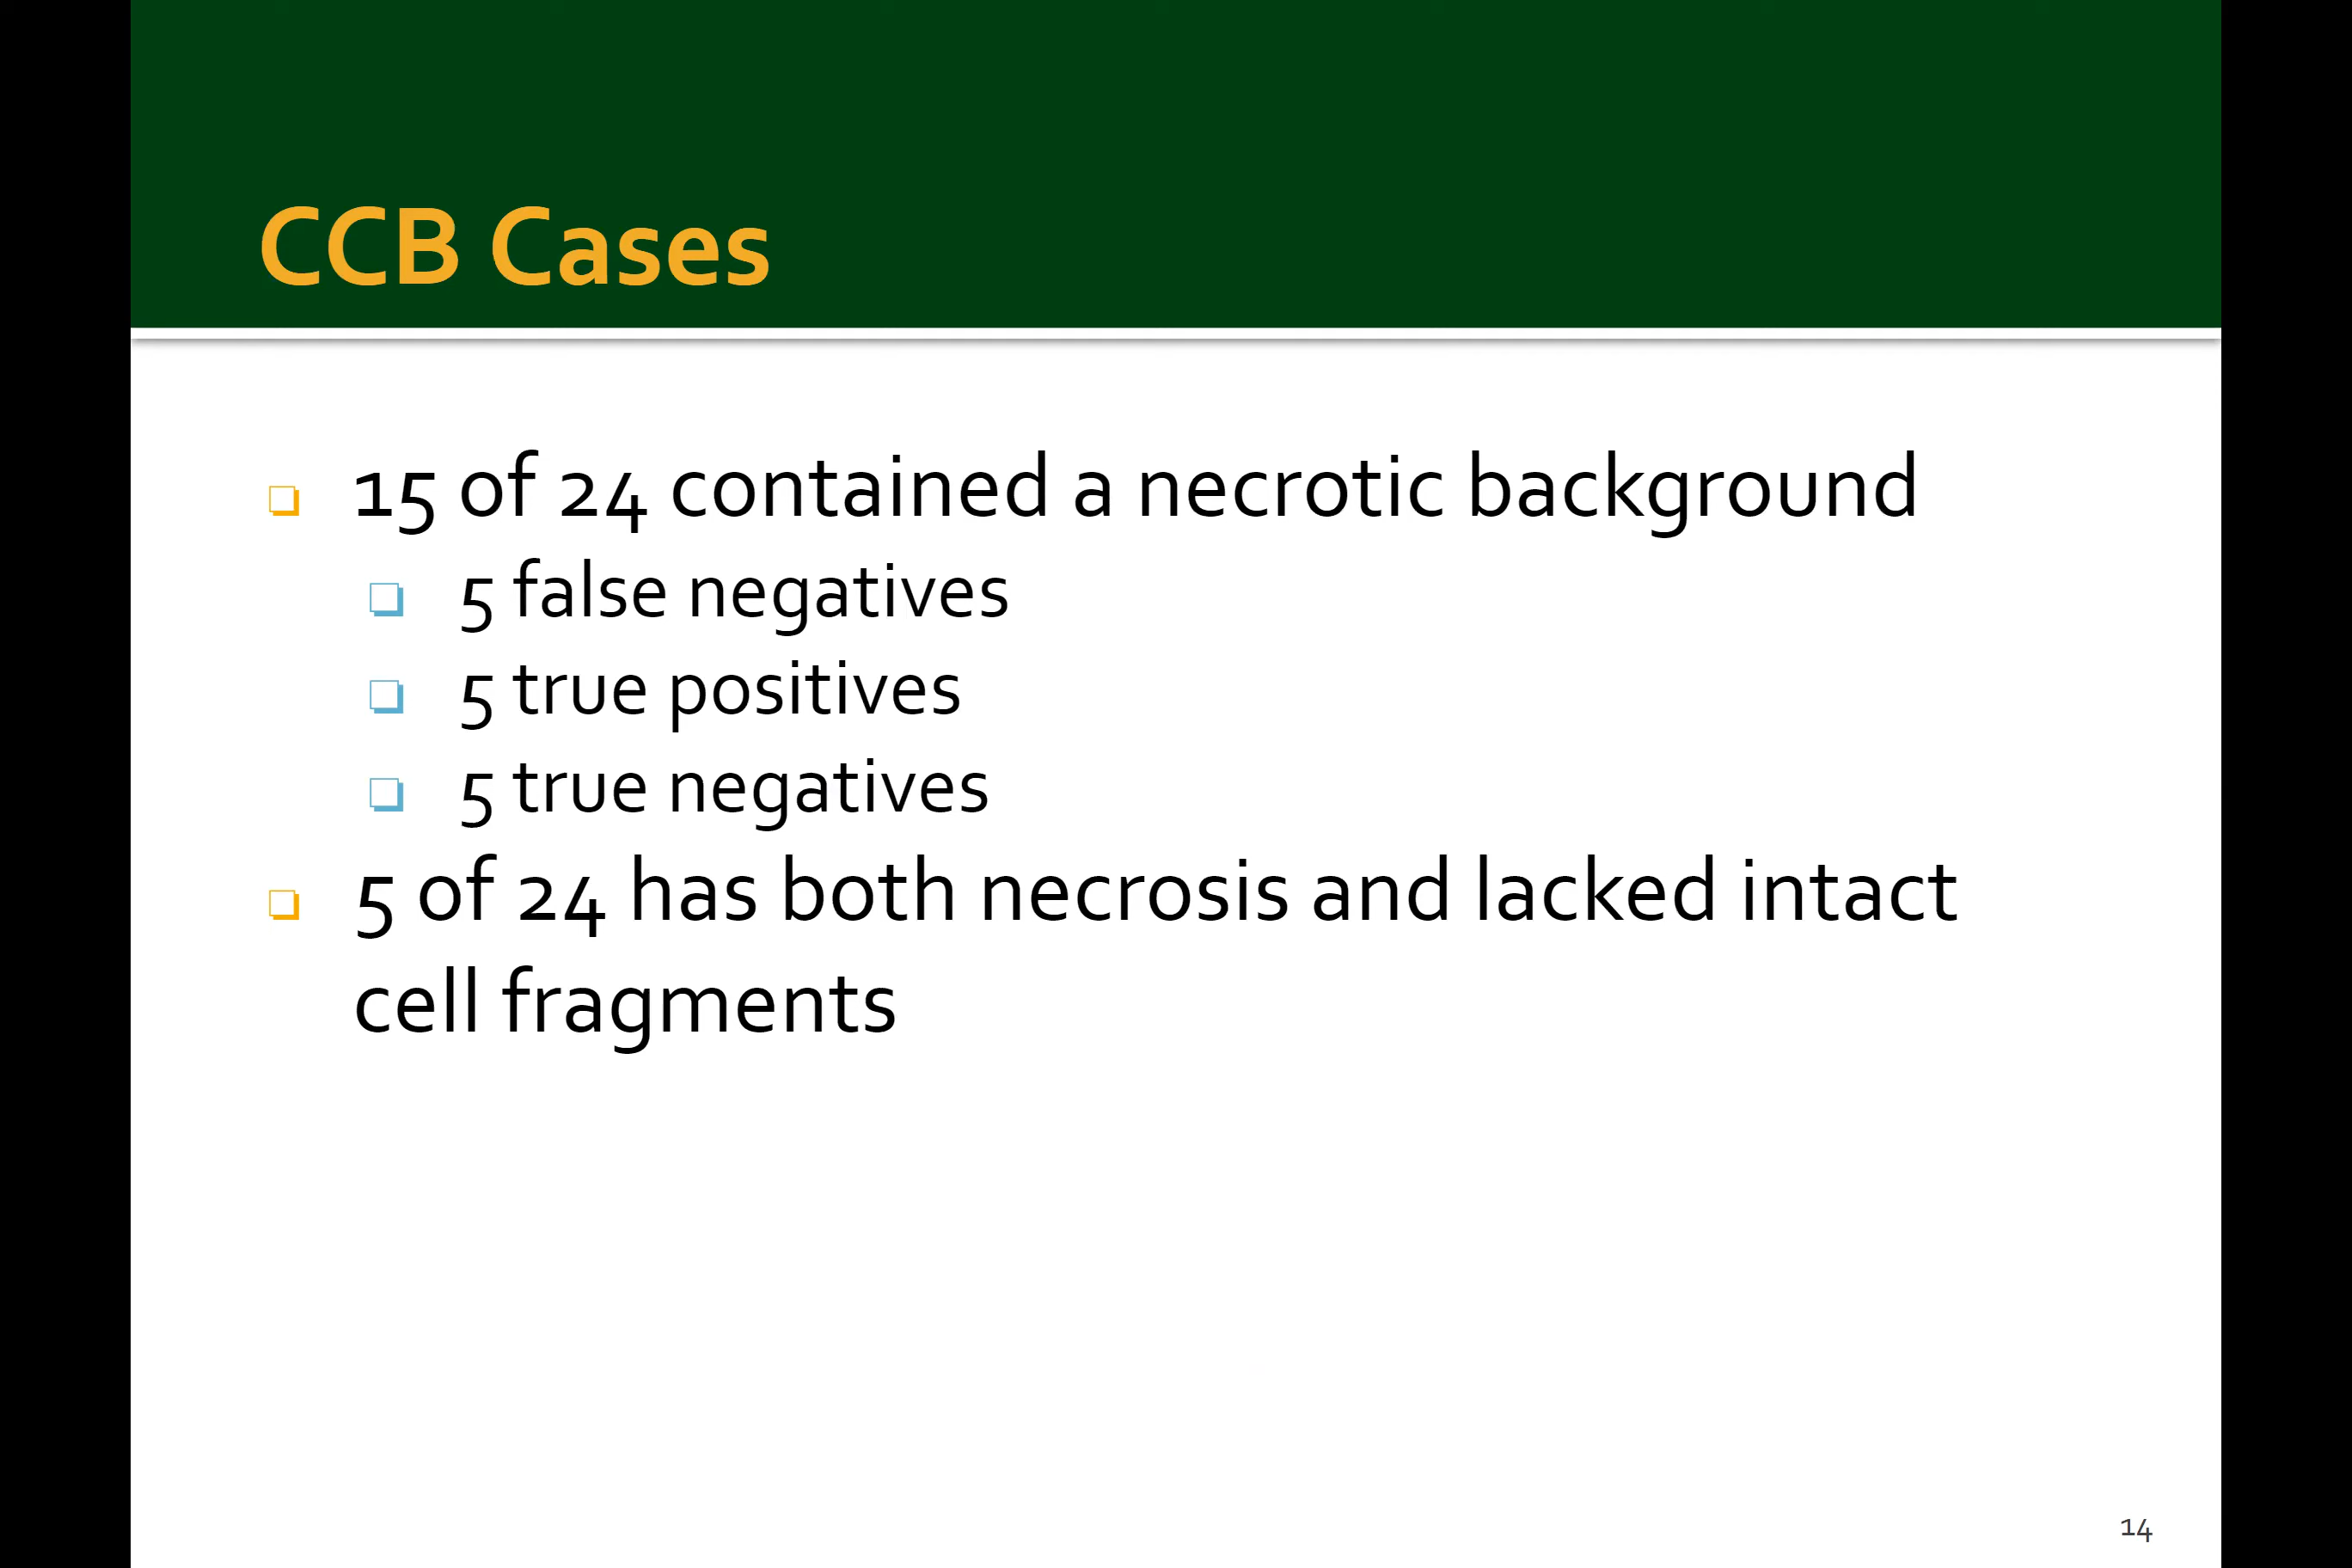 CCB Cases
15 of 24 contained a necrotic background
5 false negatives
5 true positives
5 true negatives
5 of 24 has both necrosis and lacked intact
cell fragments
14